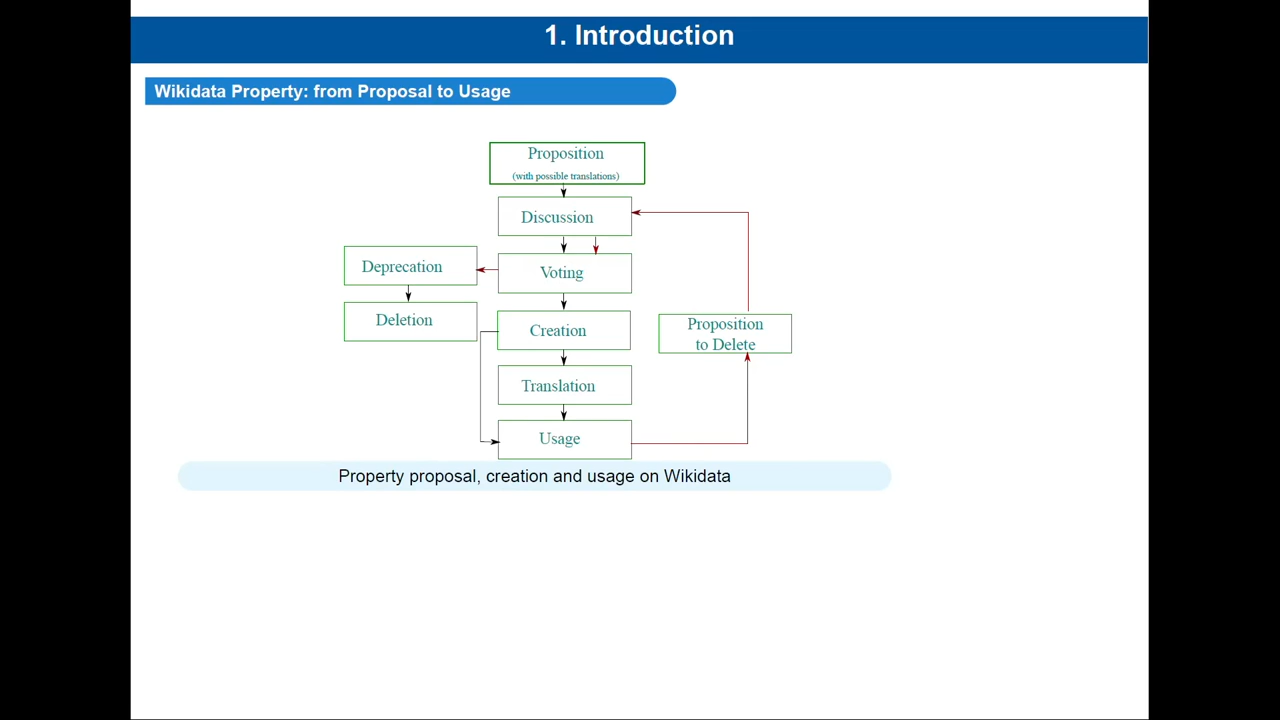 1. Introduction
Wikidata Property: from Proposal to Usage
Proposition
(with possible translations)
Discussion
Deprecation
Voting
Deletion
Creation
Proposition
to Delete
Translation
Usage
Property proposal, creation and usage on Wikidata